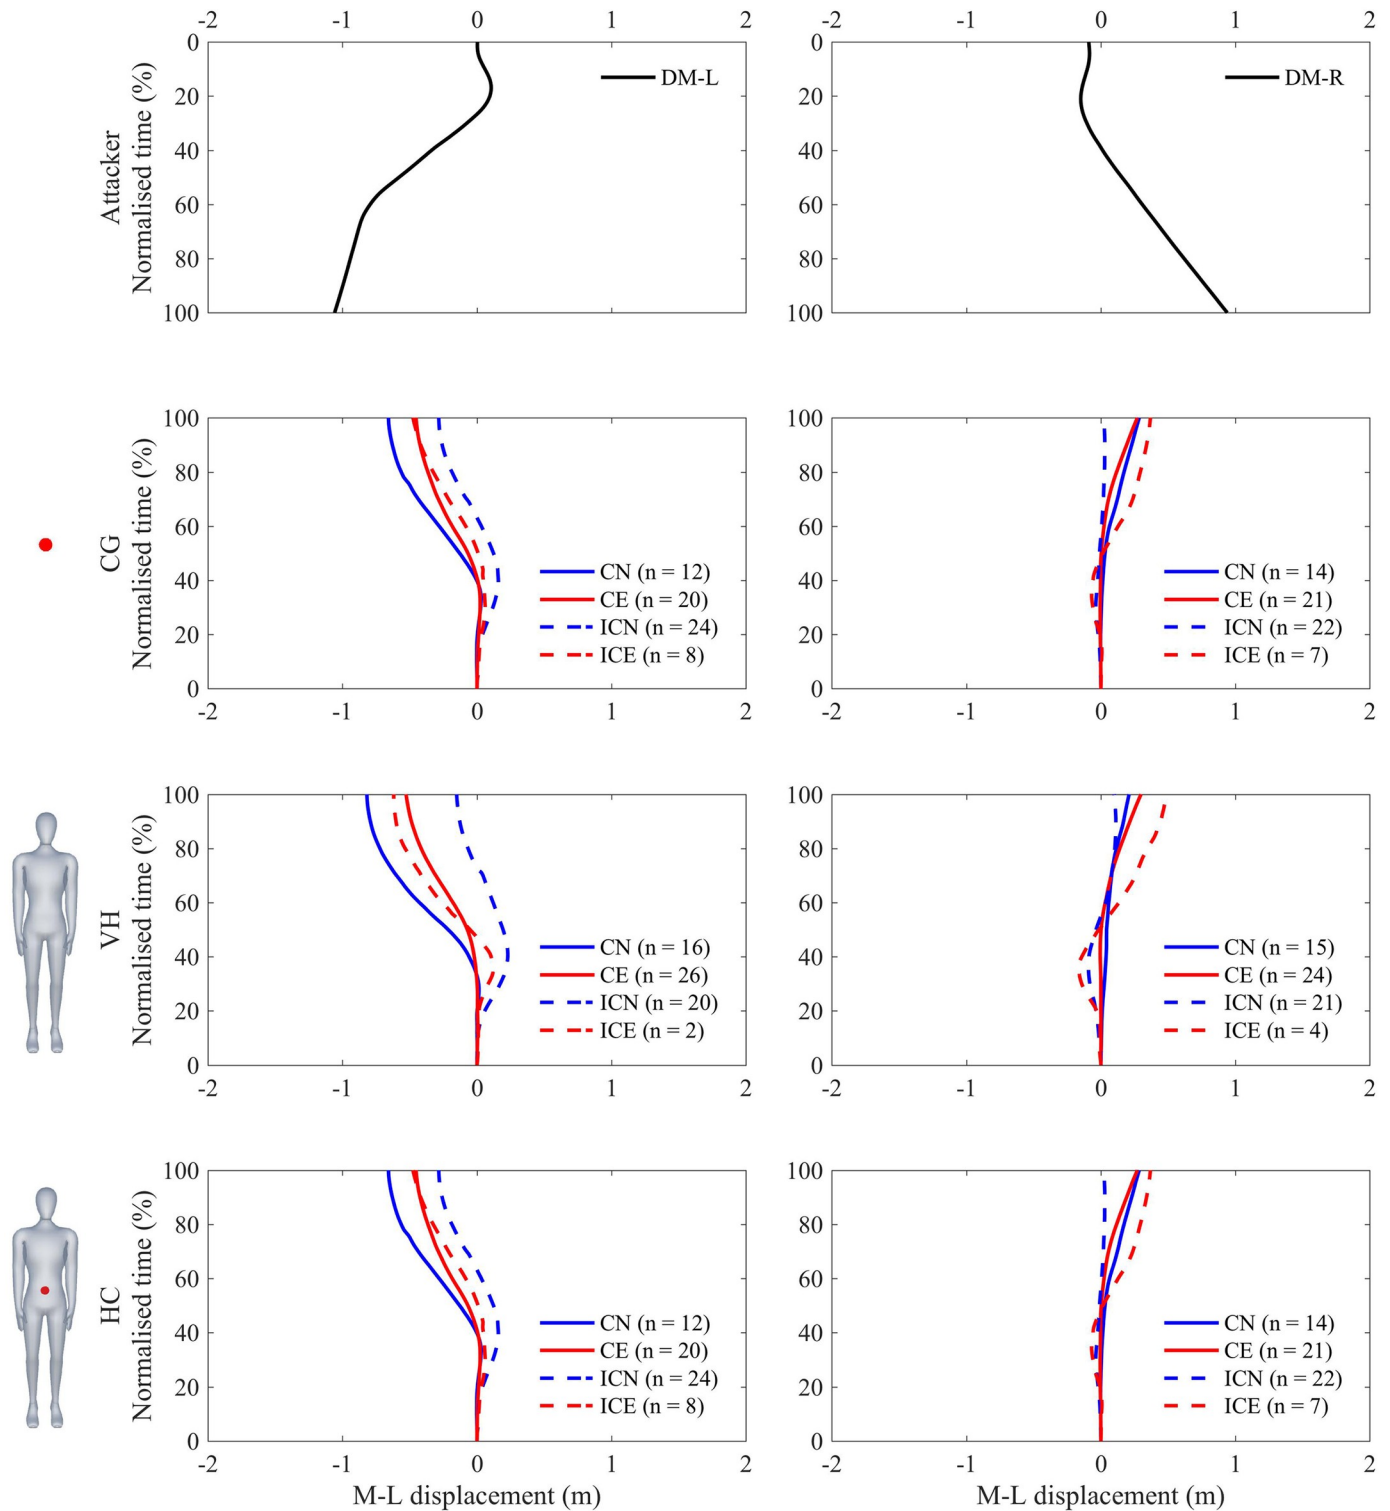 -2 -1 0 1 2 -2 -1 0 1 2
Attacker
Normalised time (%)
0
20
40
60
80
100
DM-L
0
20
40
60
80
100
DM-R
CG
Normalised time (%)
100
80
60
40
20
0
CN (n = 12)
CE (n = 20)
ICN (n = 24)
ICE (n = 8)
-2 -1 0 1 2
100
80
60
40
20
0
CN (n = 14)
CE (n = 21)
ICN (n = 22)
ICE (n = 7)
-2 -1 0 1 2
VH
Normalised time (%)
100
80
60
40
20
0
CN (n = 16)
CE (n = 26)
ICN (n = 20)
ICE (n = 2)
-2 -1 0 1 2
100
80
60
40
20
0
CN (n = 15)
CE (n = 24)
ICN (n = 21)
ICE (n = 4)
-2 -1 0 1 2
HC
Normalised time (%)
100
80
60
40
20
0
CN (n = 12)
CE (n = 20)
ICN (n = 24)
ICE (n = 8)
-2 -1 0 1 2
M-L displacement (m)
100
80
60
40
20
0
CN (n = 14)
CE (n = 21)
ICN (n = 22)
ICE (n = 7)
-2 -1 0 1 2
M-L displacement (m)